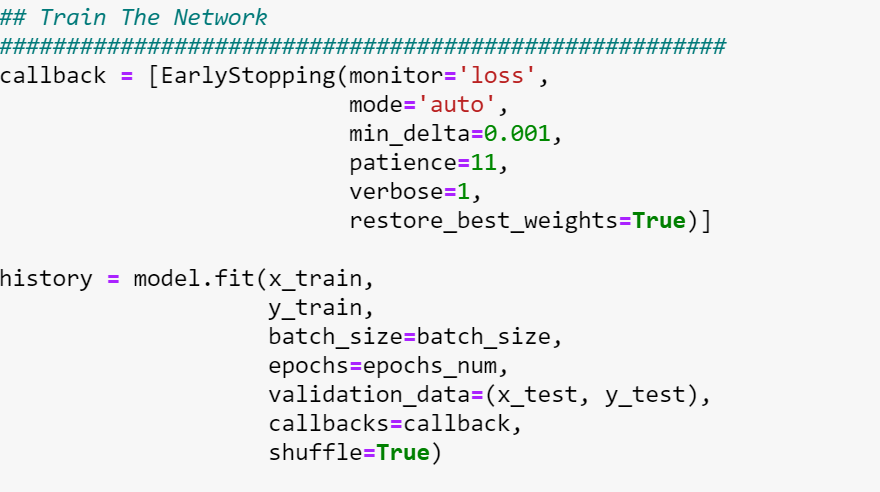 ## Train The Network
######################################################
callback = [EarlyStopping(monitor='loss',
                          mode='auto',
                          min_delta=0.001,
                          patience=11,
                          verbose=1,
                          restore_best_weights=True)]

history = model.fit(x_train,
                    y_train,
                    batch_size=batch_size,
                    epochs=epochs_num,
                    validation_data=(x_test, y_test),
                    callbacks=callback,
                    shuffle=True)